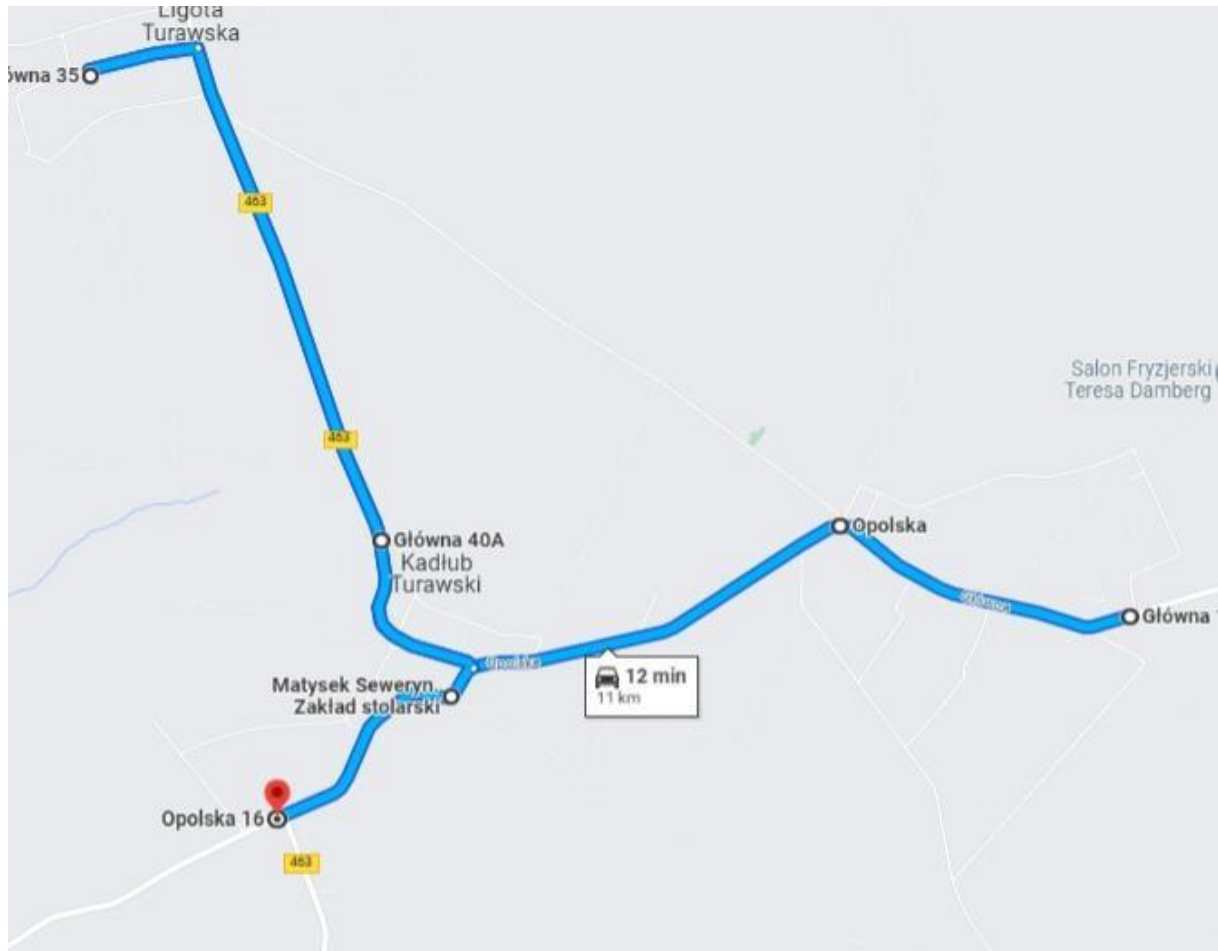 Ligota
Turawska
ówna 35
463
463
Salon Fryzjerski
Teresa Damberg
Główna 40A
Kadłub
Turawski
Opolska
Główna
12 min
11 km
Matysek Seweryn.
Zakład stolarski
Opolska 16
463